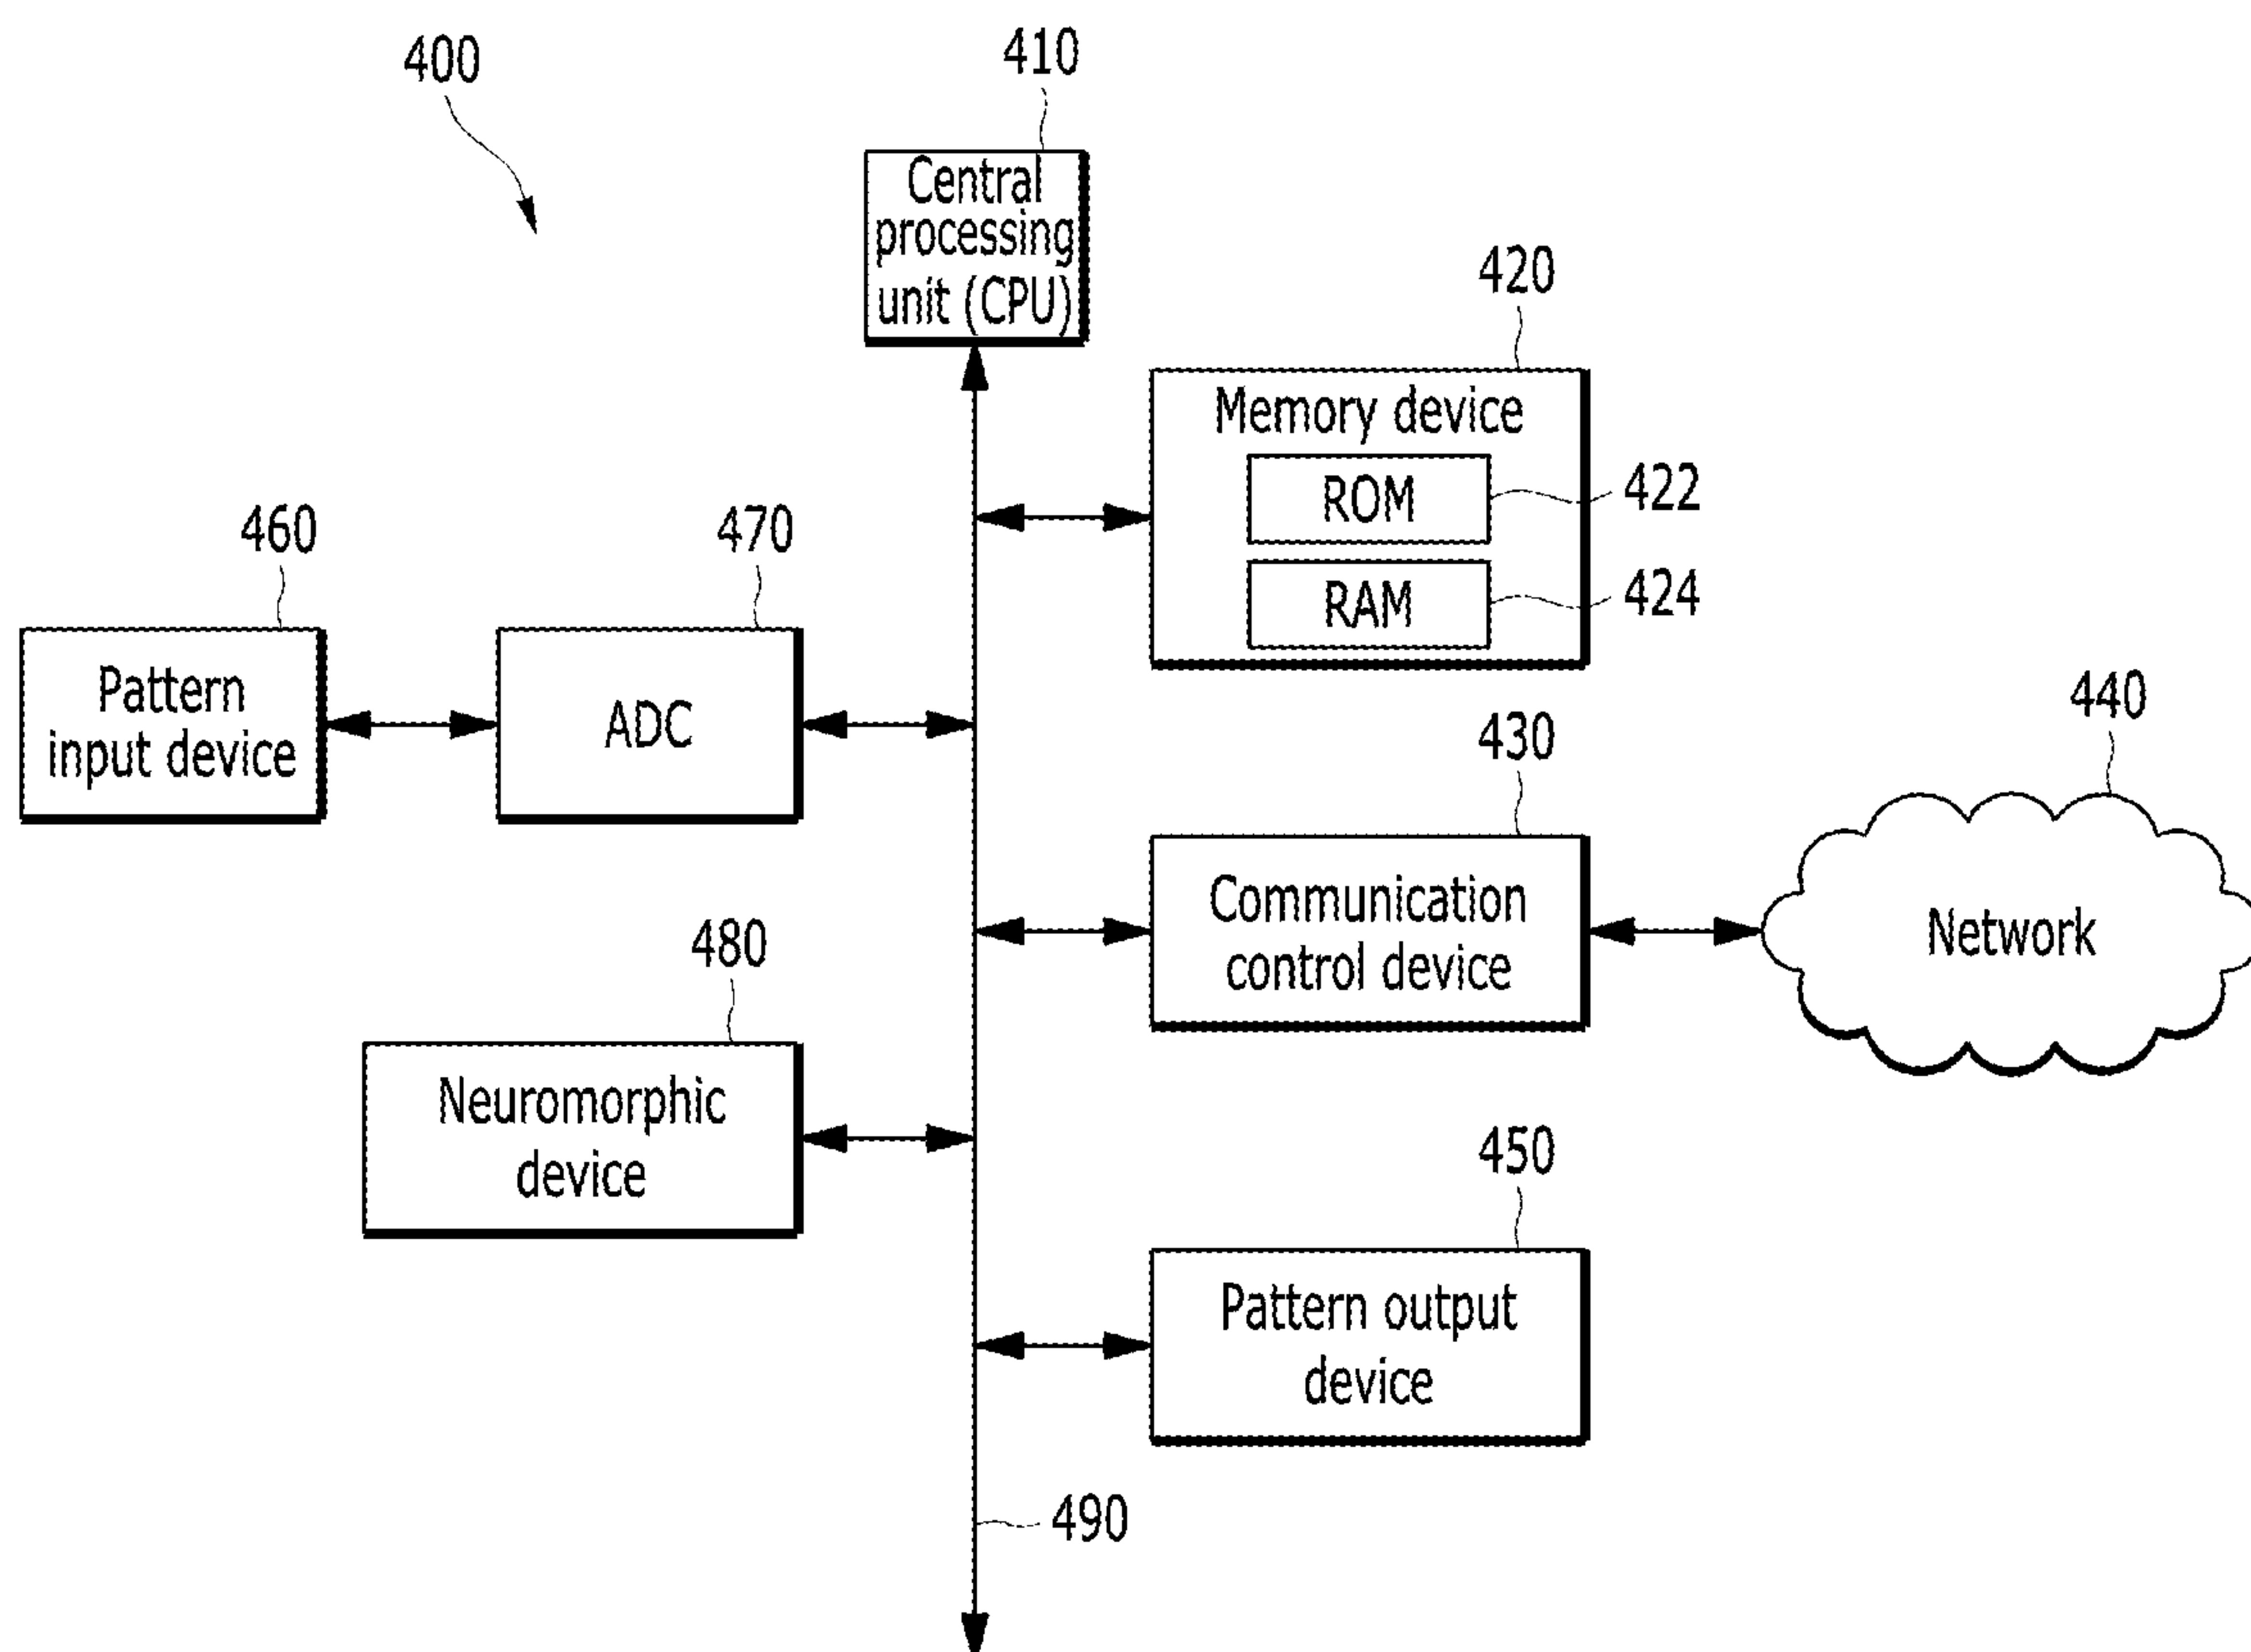 400
410
Central
processing
unit (CPU)
420
Memory device
ROM
422
RAM
424
460
Pattern
input device
470
ADC
430
Communication
control device
440
Network
480
Neuromorphic
device
450
Pattern output
device
490